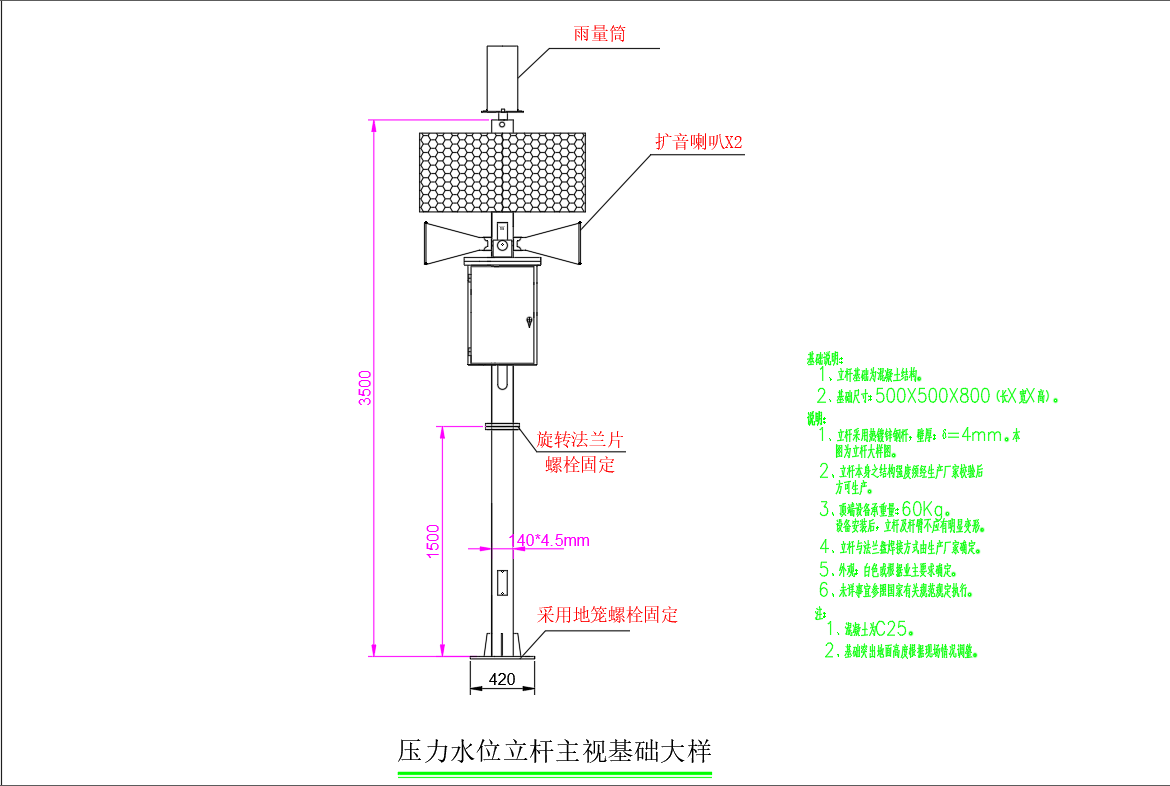 雨量筒
扩音喇叭X2
3500
旋转法兰片
螺栓固定
1500
140*4.5mm
采用地笼螺栓固定
420
压力水位立杆主视基础大样
基础说明:
1、立杆基础为混凝土结构。
2、基础尺寸:500X500X800 (长X宽X高)。
说明:
1、立杆采用热镀锌钢杆,壁厚: δ=4mm。本
图为立杆大样图。
2、立杆本身之结构强度须经生产厂家校验后
方可生产。
3、顶端设备承重量:60Kg。
设备安装后,立杆及杆臂不应有明显变形。
4、立杆与法兰盘焊接方式由生产厂家确定。
5、外观:白色或根据业主要求确定。
6、未详事宜参照国家有关规范规定执行。
注:
1、混凝土为C25。
2、基础突出地面高度根据现场情况调整。